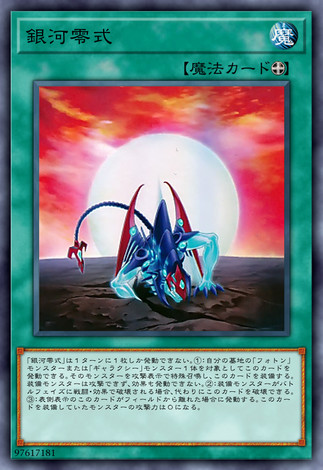 銀河零式
魔
【魔法カード】
「銀河零式」は１ターンに１枚しか発動できない。①：自分の墓地の「フォトン」
モンスターまたは「ギャラクシー」モンスター１体を対象としてこのカードを
発動できる。そのモンスターを攻撃表示で特殊召喚し、このカードを装備する。
装備モンスターは攻撃できず、効果も発動できない。②：装備モンスターがバト
ルフェイズに戦闘・効果で破壊される場合、代わりにこのカードを破壊できる。
③：表側表示のこのカードがフィールドから離れた場合に発動する。このカー
ドを装備していたモンスターの攻撃力は０になる。
97617181